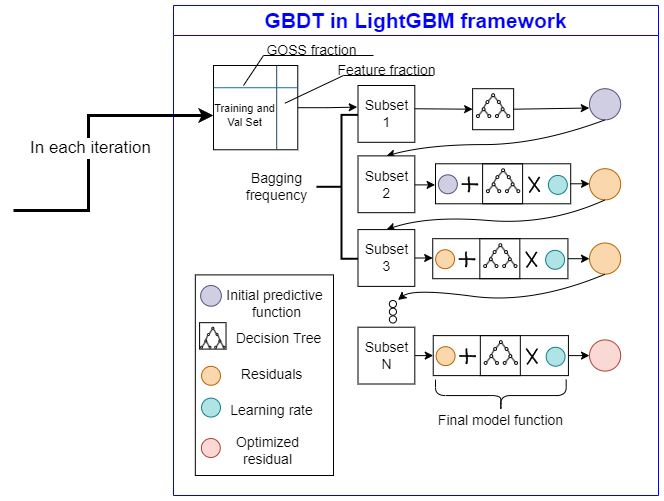 GBDT in LightGBM framework
GOSS fraction
Feature fraction
Training and
Val Set
In each iteration
Subset
1
Bagging
frequency
Subset
2
Subset
3
Subset
N
Final model function
Initial predictive
function
Decision Tree
Residuals
Learning rate
Optimized
residual